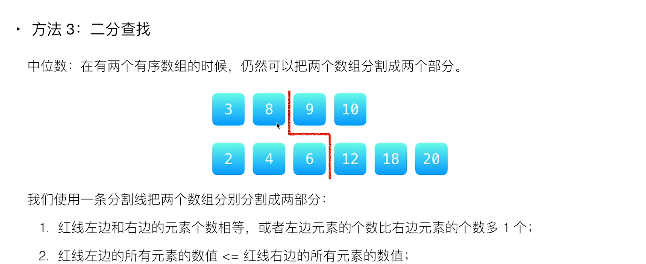 ‣ 方法 3：二分查找
中位数：在有两个有序数组的时候，仍然可以把两个数组分割成两个部分。
3 8 9 10
2 4 6 12 18 20
我们使用一条分割线把两个数组分别分割成两部分：
1. 红线左边和右边的元素个数相等，或者左边元素的个数比右边元素的个数多 1 个；
2. 红线左边的所有元素的数值 <= 红线右边的所有元素的数值；